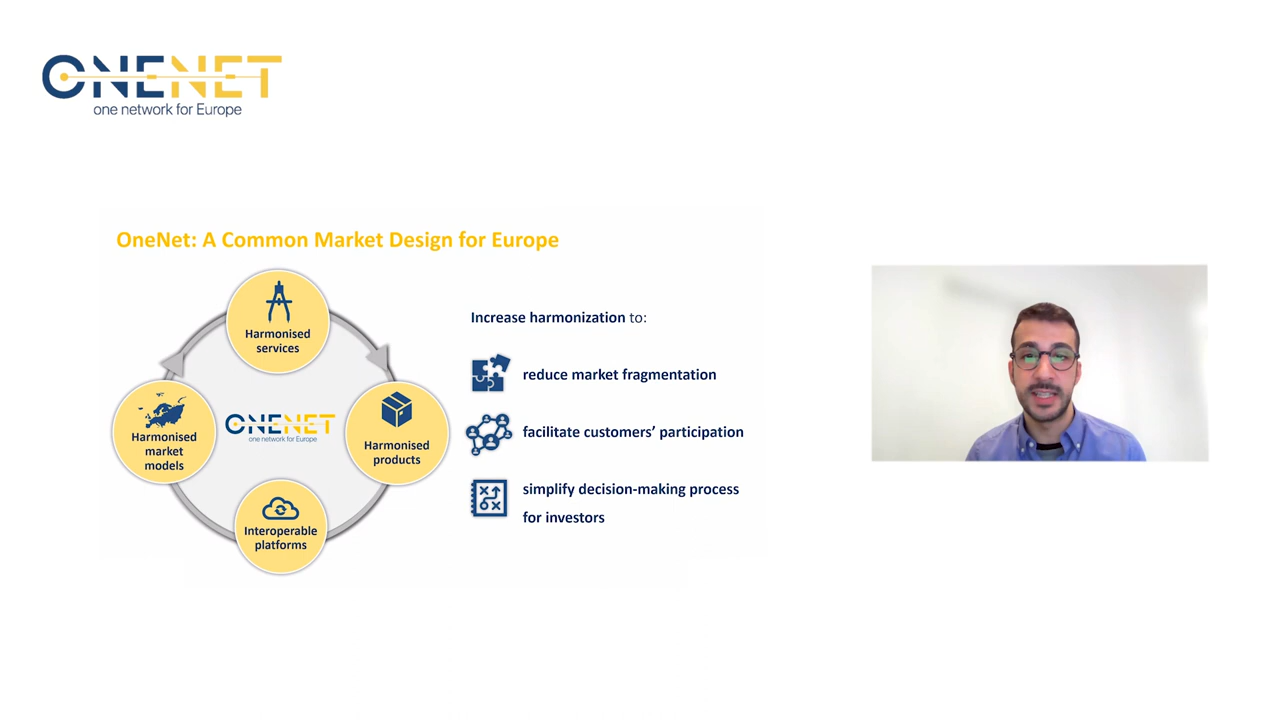 ONENET
one network for Europe
OneNet: A Common Market Design for Europe
Harmonised
services
Harmonised
market
models
ONENET
one network for Europe
Harmonised
products
Interoperable
platforms
Increase harmonization to:
reduce market fragmentation
facilitate customers' participation
simplify decision-making process
for investors